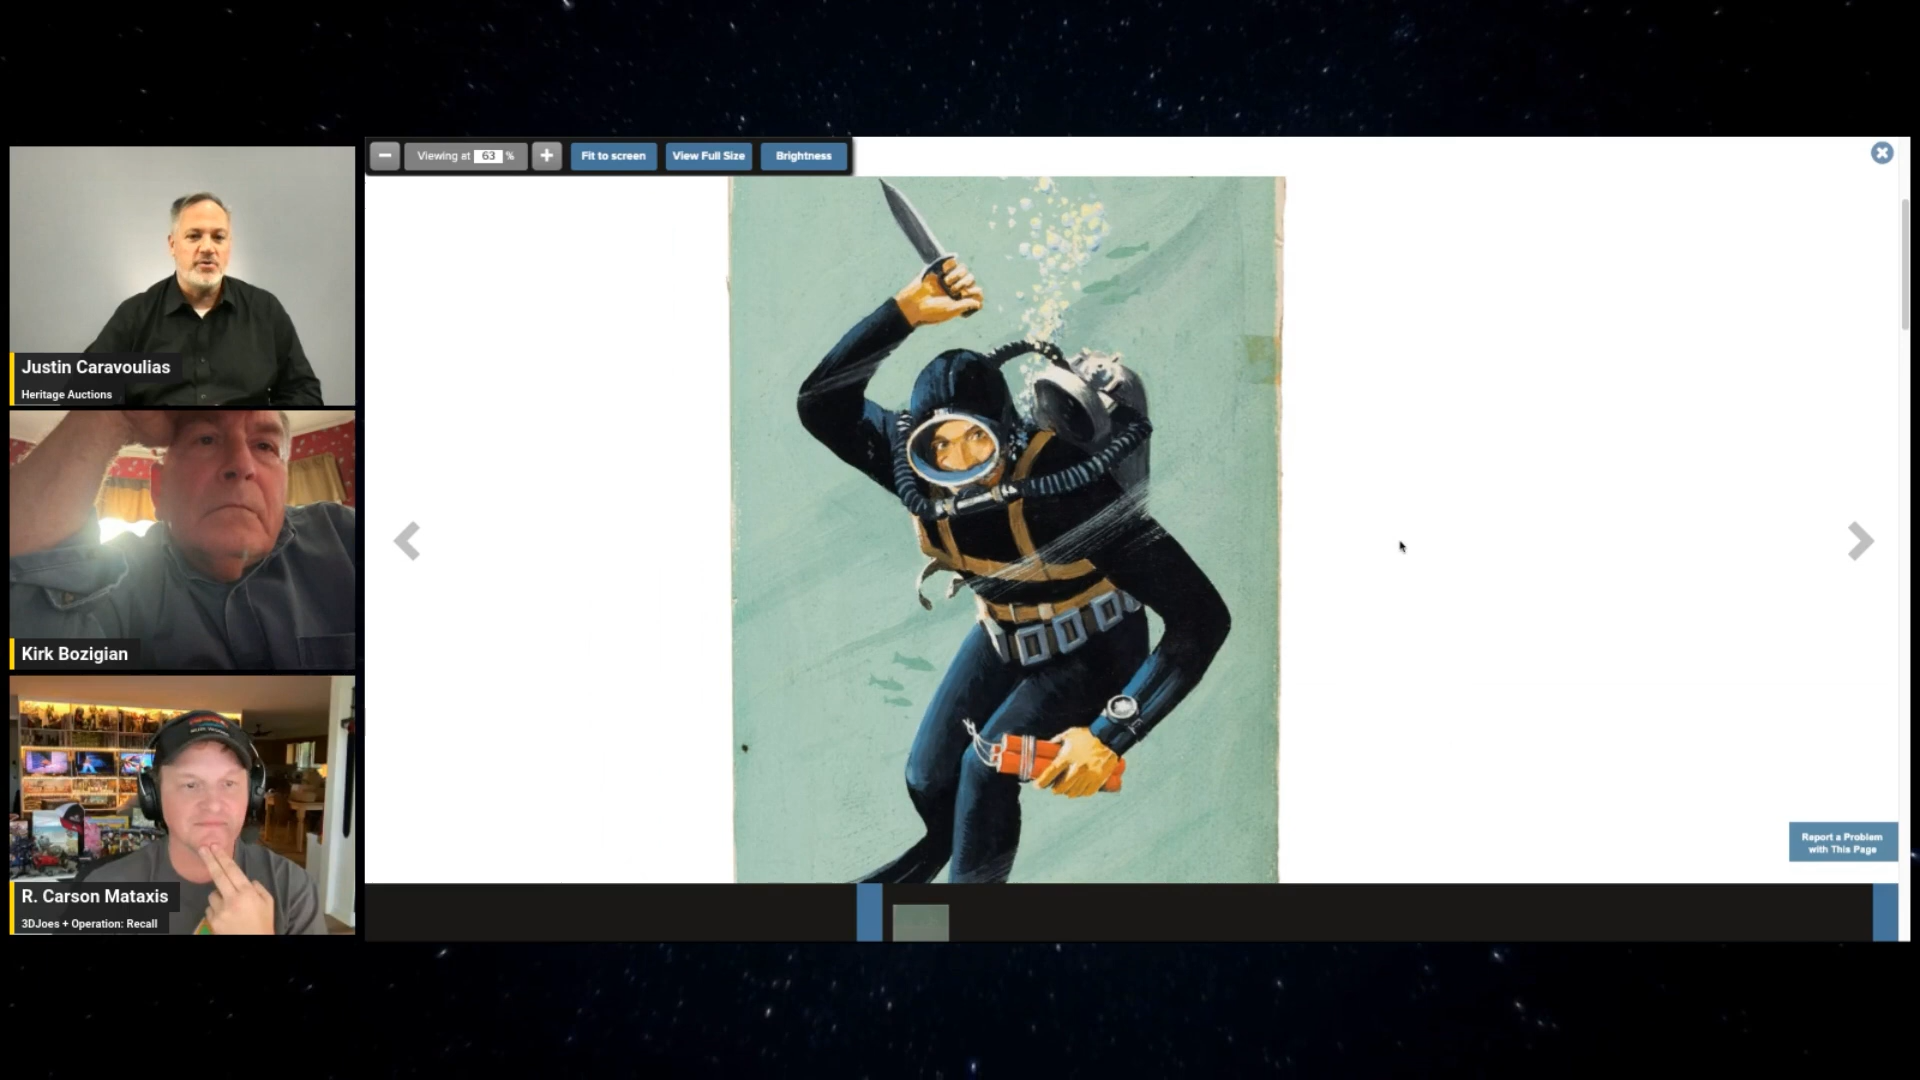 Viewing at 63 %
Fit to screen
View Full Size
Brightness
Justin Caravoulias
Heritage Auctions
Kirk Bozigian
R. Carson Mataxis
3DJoes + Operation: Recall
Report a Problem
with This Page